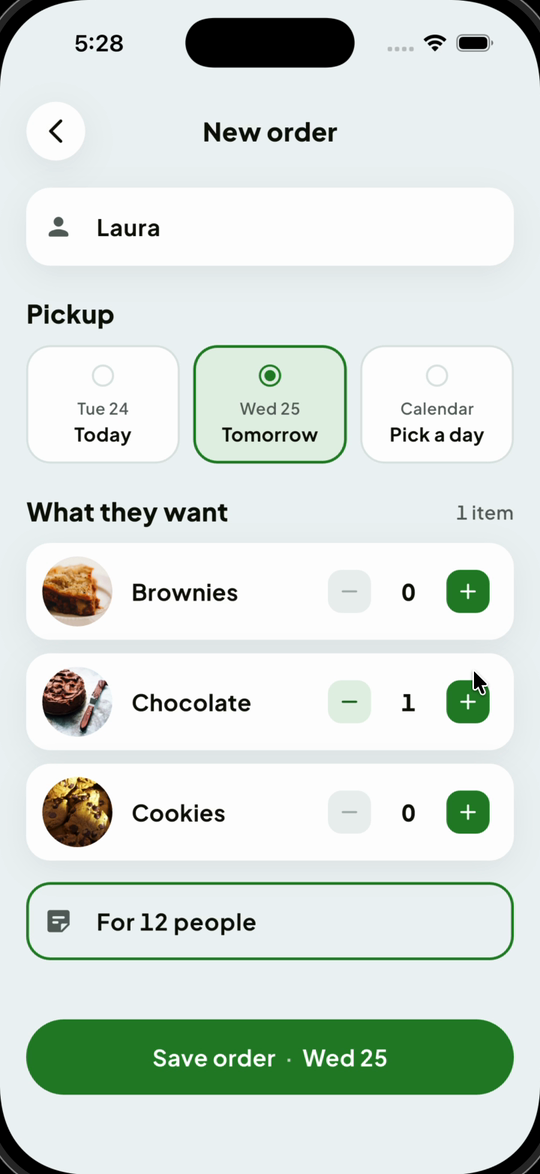 5:28
New order
Laura
Pickup
Tue 24
Today
Wed 25
Tomorrow
Calendar
Pick a day
What they want
1 item
Brownies
0
Chocolate
1
Cookies
0
For 12 people
Save order · Wed 25